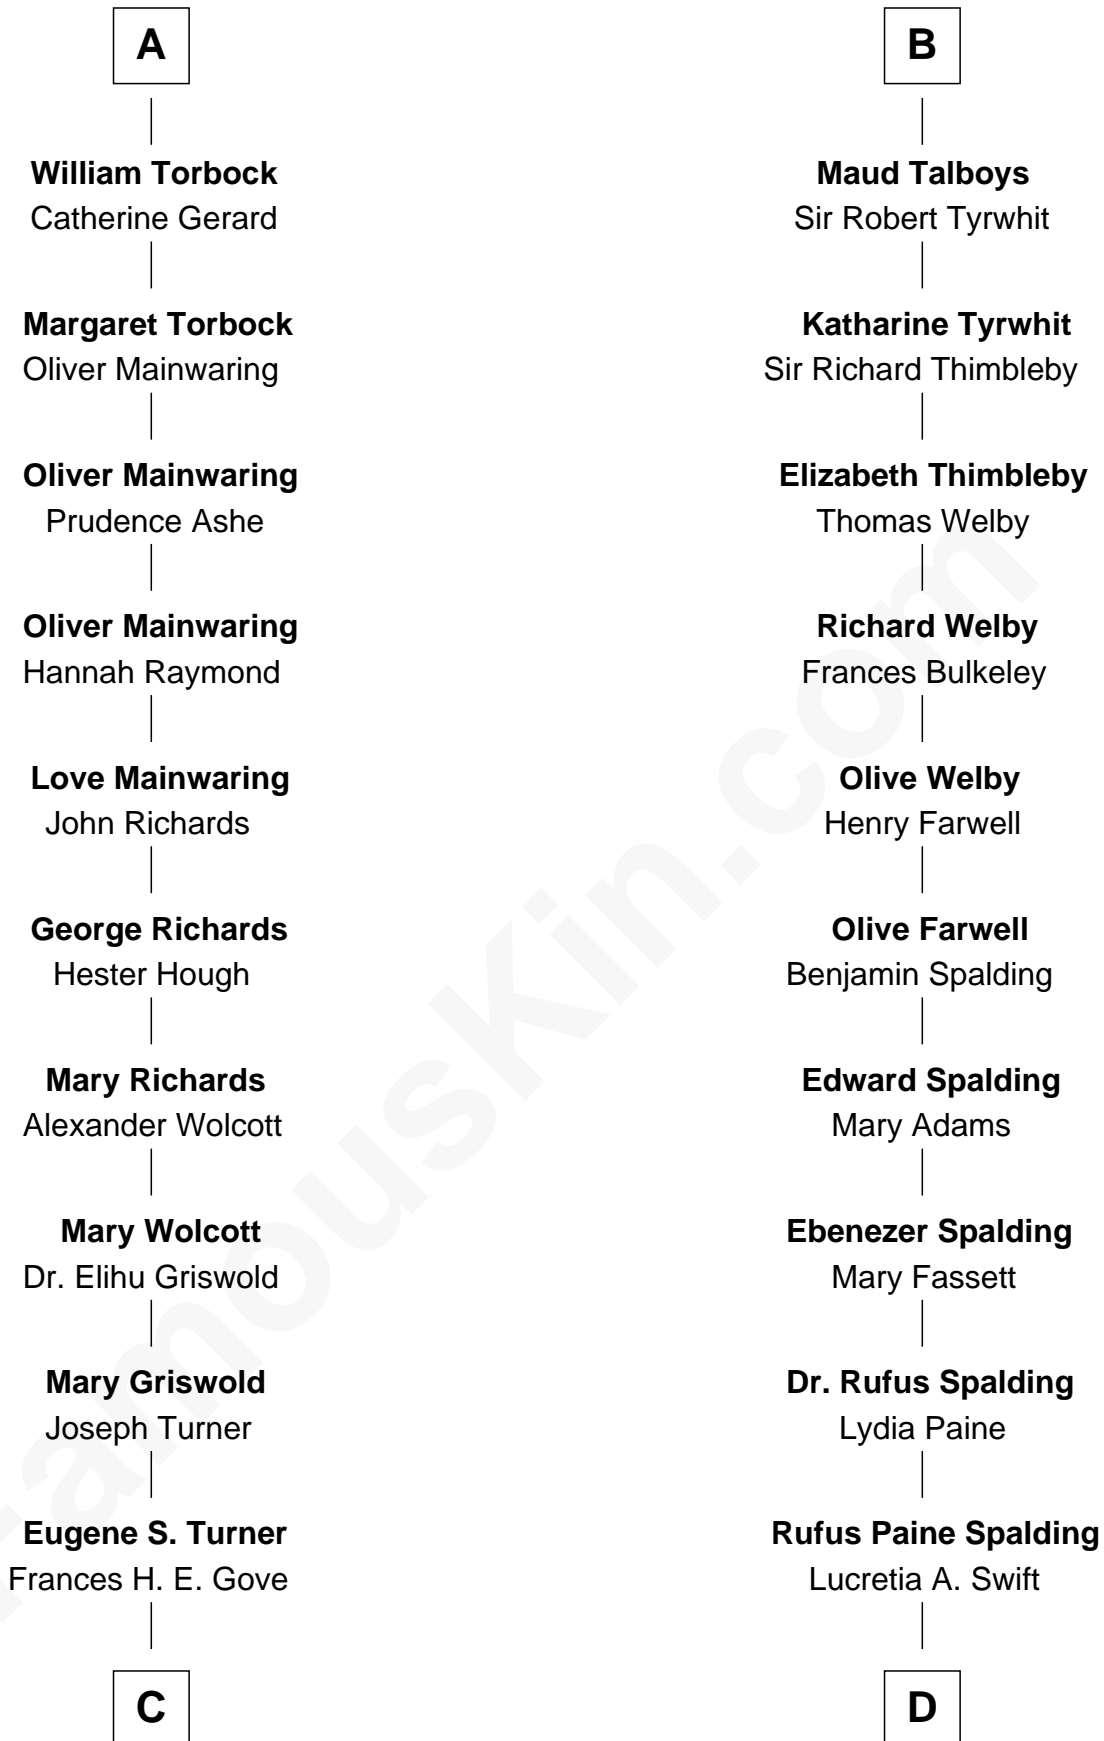 A
William Torbock
Catherine Gerard
Margaret Torbock
Oliver Mainwaring
Oliver Mainwaring
Prudence Ashe
Oliver Mainwaring
Hannah Raymond
Love Mainwaring
John Richards
George Richards
Hester Hough
Mary Richards
Alexander Wolcott
Mary Wolcott
Dr. Elihu Griswold
Mary Griswold
Joseph Turner
Eugene S. Turner
Frances H. E. Gove
C
B
Maud Talboys
Sir Robert Tyrwhit
Katharine Tyrwhit
Sir Richard Thimbleby
Elizabeth Thimbleby
Thomas Welby
Richard Welby
Frances Bulkeley
Olive Welby
Henry Farwell
Olive Farwell
Benjamin Spalding
Edward Spalding
Mary Adams
Ebenezer Spalding
Mary Fassett
Dr. Rufus Spalding
Lydia Paine
Rufus Paine Spalding
Lucretia A. Swift
D
FamousKin.com